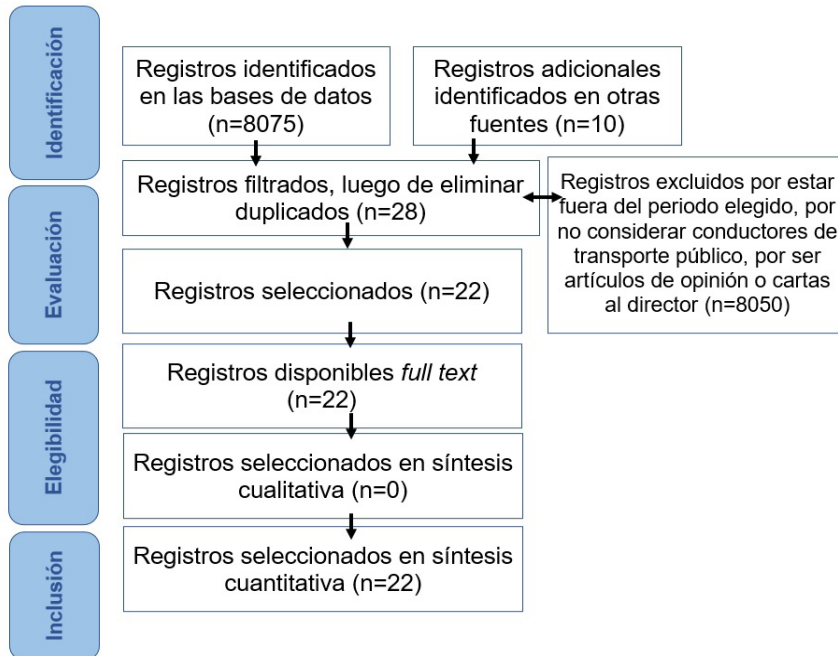 Identificación
Registros identificados
en las bases de datos
(n=8075)
Registros adicionales
identificados en otras
fuentes (n=10)
Registros filtrados, luego de eliminar
duplicados (n=28)
Registros excluidos por estar
fuera del periodo elegido, por
no considerar conductores de
transporte público, por ser
artículos de opinión o cartas
al director (n=8050)
Evaluación
Registros seleccionados (n=22)
Elegibilidad
Registros disponibles full text
(n=22)
Registros seleccionados en síntesis
cualitativa (n=0)
Inclusión
Registros seleccionados en síntesis
cuantitativa (n=22)